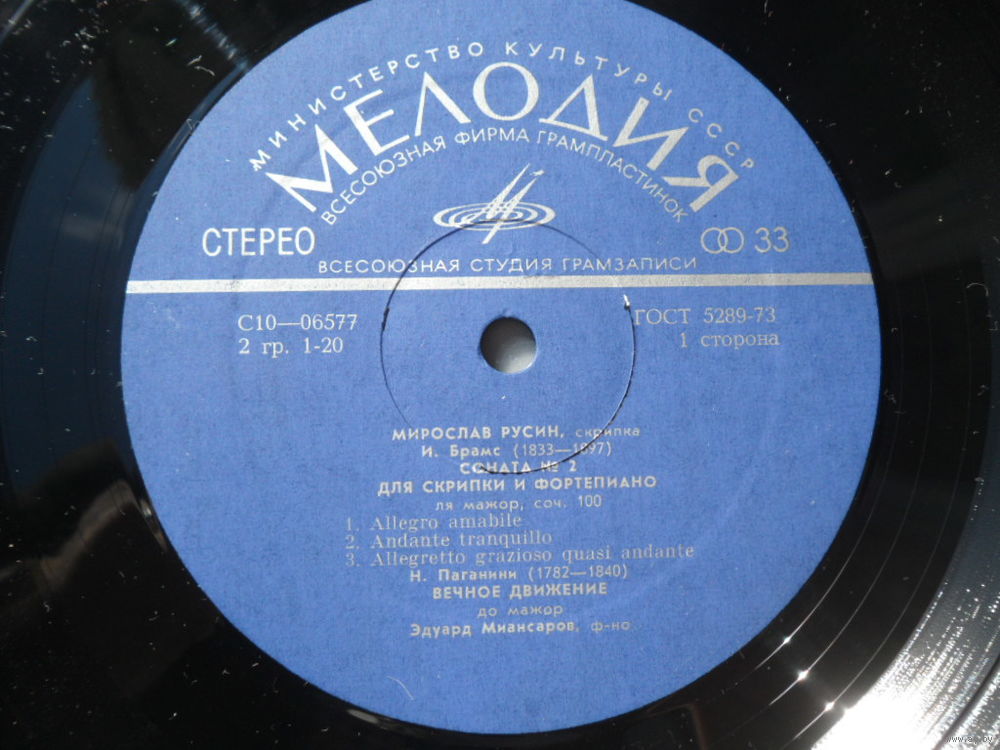 МИНИСТЕРСТВО КУЛЬТУРЫ СССР
МЕЛОДИЯ
ВСЕСОЮЗНАЯ ФИРМА ГРАМПЛАСТИНОК
СТЕРЕО
33
ВСЕСОЮЗНАЯ СТУДИЯ ГРАМЗАПИСИ
С10—06577
ГОСТ 5289-73
2 гр. 1-20
1 сторона
МИРОСЛАВ РУСИН, скрипка
И. Брамс (1833—1897)
СОНАТА № 2
ДЛЯ СКРИПКИ И ФОРТЕПИАНО
ля мажор, соч. 100
1. Allegro amabile
2. Andante tranquillo
3. Allegretto grazioso quasi andante
Н. Паганини (1782—1840)
ВЕЧНОЕ ДВИЖЕНИЕ
до мажор
Эдуард Миансаров, ф-но